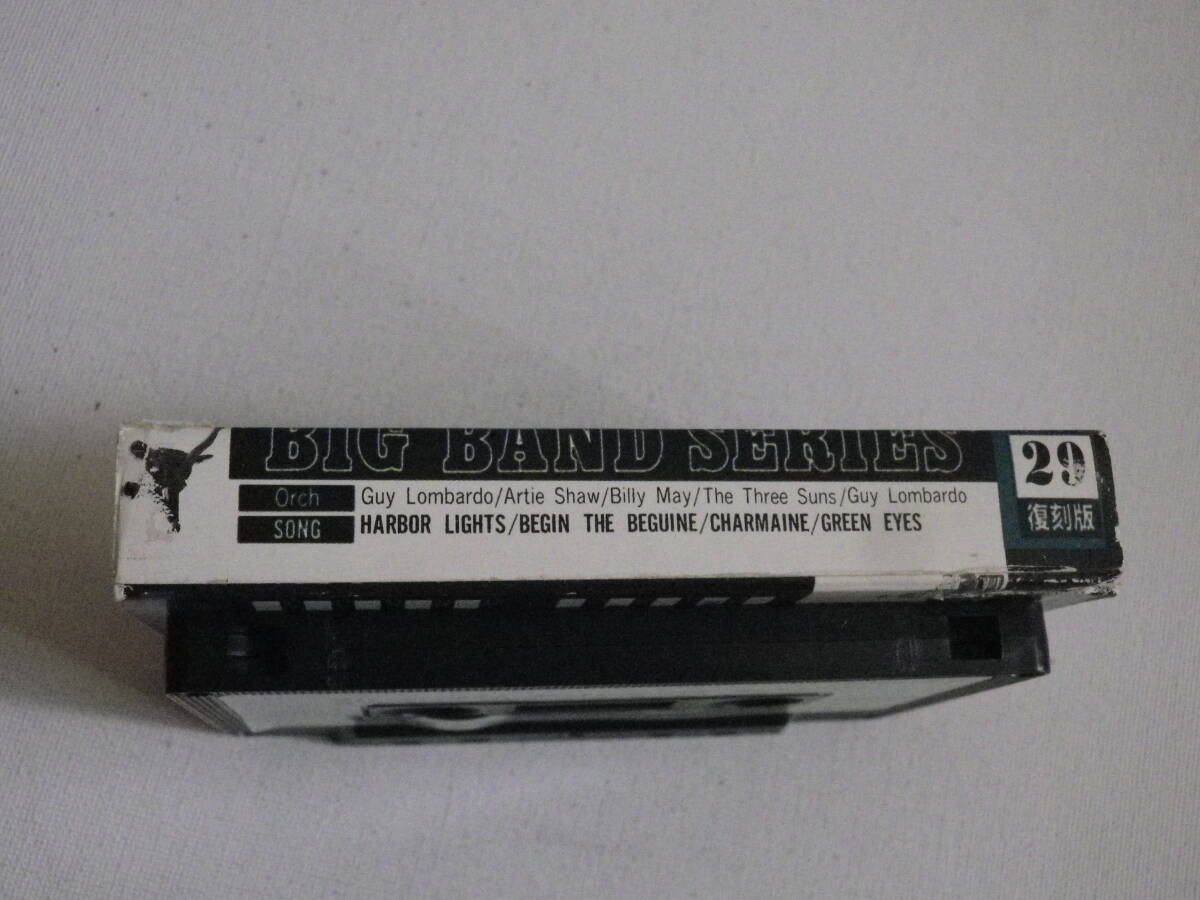 BIG BAND SERIES
29
Orch Guy Lombardo/Artie Shaw/Billy May/The Three Suns/Guy Lombardo
SONG HARBOR LIGHTS/BEGIN THE BEGUINE/CHARMAINE/GREEN EYES
復刻版